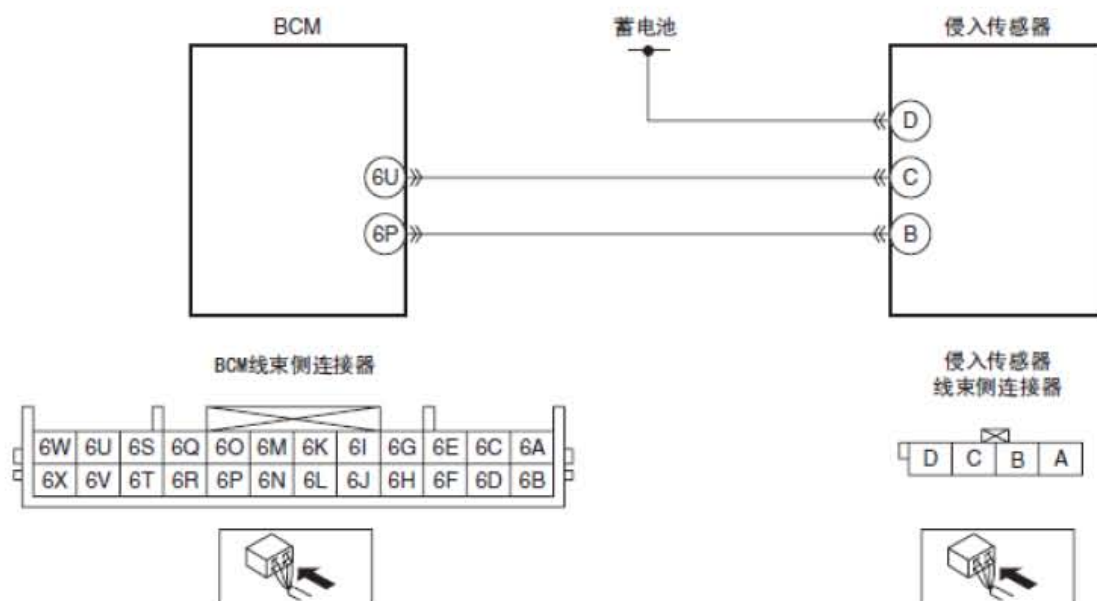 BCM
蓄电池
侵入传感器
D
6U
C
6P
B
BCM线束侧连接器
侵入传感器
线束侧连接器
6W 6U 6S 6Q 6O 6M 6K 6I 6G 6E 6C 6A
6X 6V 6T 6R 6P 6N 6L 6J 6H 6F 6D 6B
D C B A